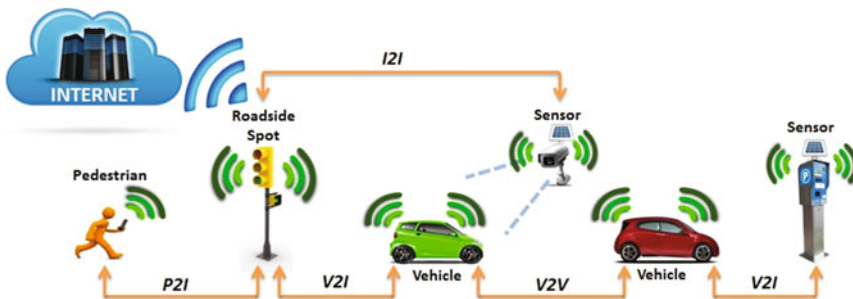 I2I
INTERNET
Roadside
Spot
Sensor
Sensor
Pedestrian
P
Vehicle
Vehicle
P2I
V2I
V2V
V2I